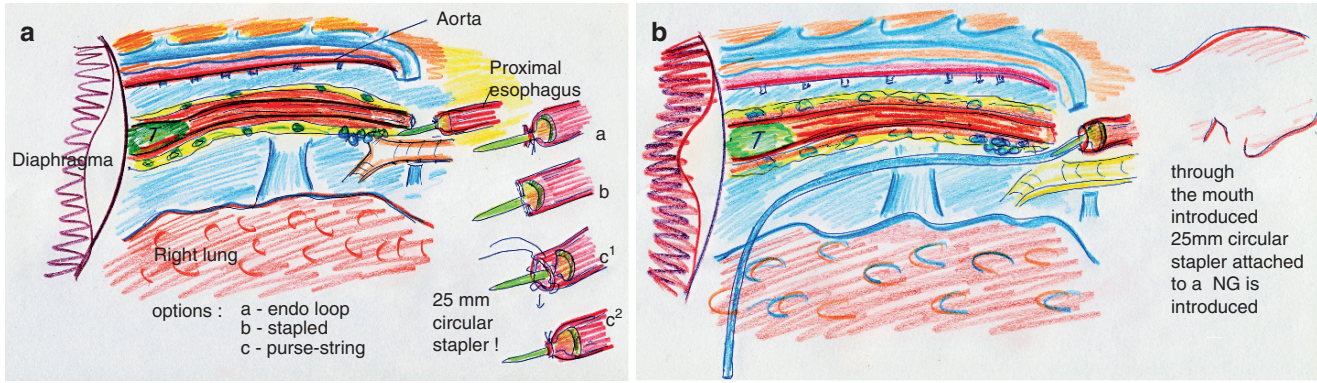 a
Aorta
Proximal
esophagus
a
T
Diaphragma
b
Right lung
c1
options : a - endo loop
b - stapled
c - purse-string
25 mm
circular
stapler !
c2
b
T
through
the mouth
introduced
25mm circular
stapler attached
to a NG is
introduced